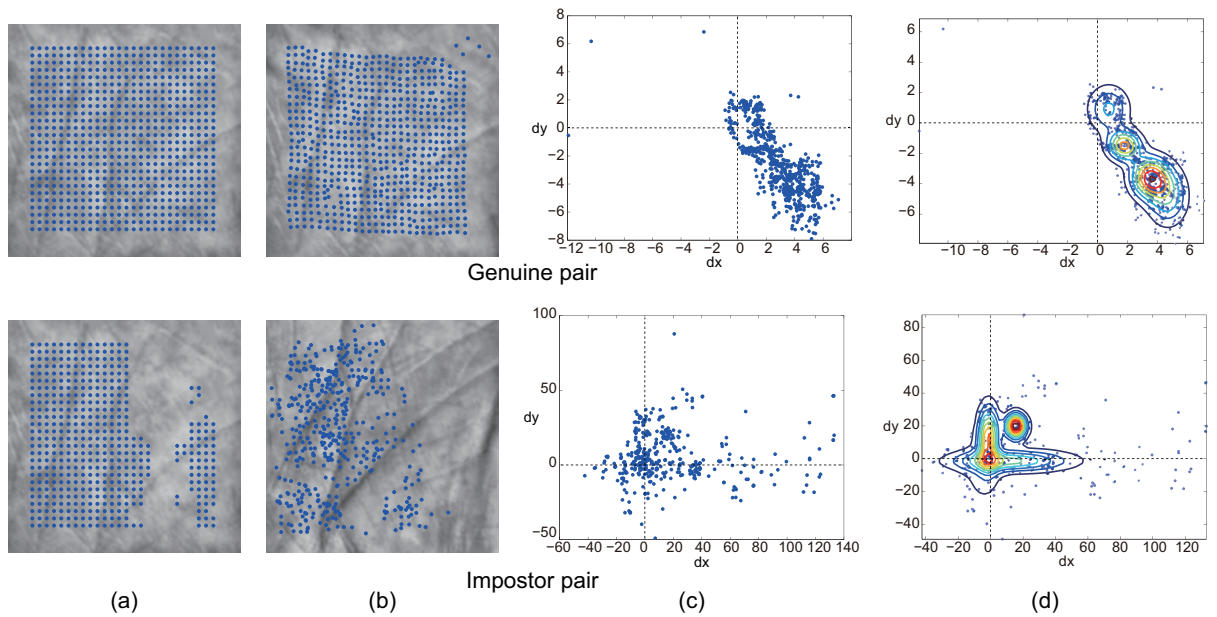 8
6
4
2
dy 0
−2
−4
−6
−8
−12 −10 −8 −6 −4 −2 0 2 4 6
dx
6
4
2
dy 0
−2
−4
−6
−10 −8 −6 −4 −2 0 2 4 6
dx
Genuine pair
100
50
dy
0
−50
−60 −40 −20 0 20 40 60 80 100 120 140
dx
80
60
40
dy 20
0
−20
−40
−40 −20 0 20 40 60 80 100 120
dx
Impostor pair
(a) (b) (c) (d)